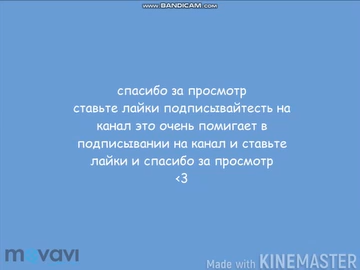 www.BANDICAM.com
спасибо за просмотр
ставьте лайки подписывайтесть на
канал это очень помигает в
подписывании на канал и ставьте
лайки и спасибо за просмотр
<3
movavi
Made with KINEMASTER